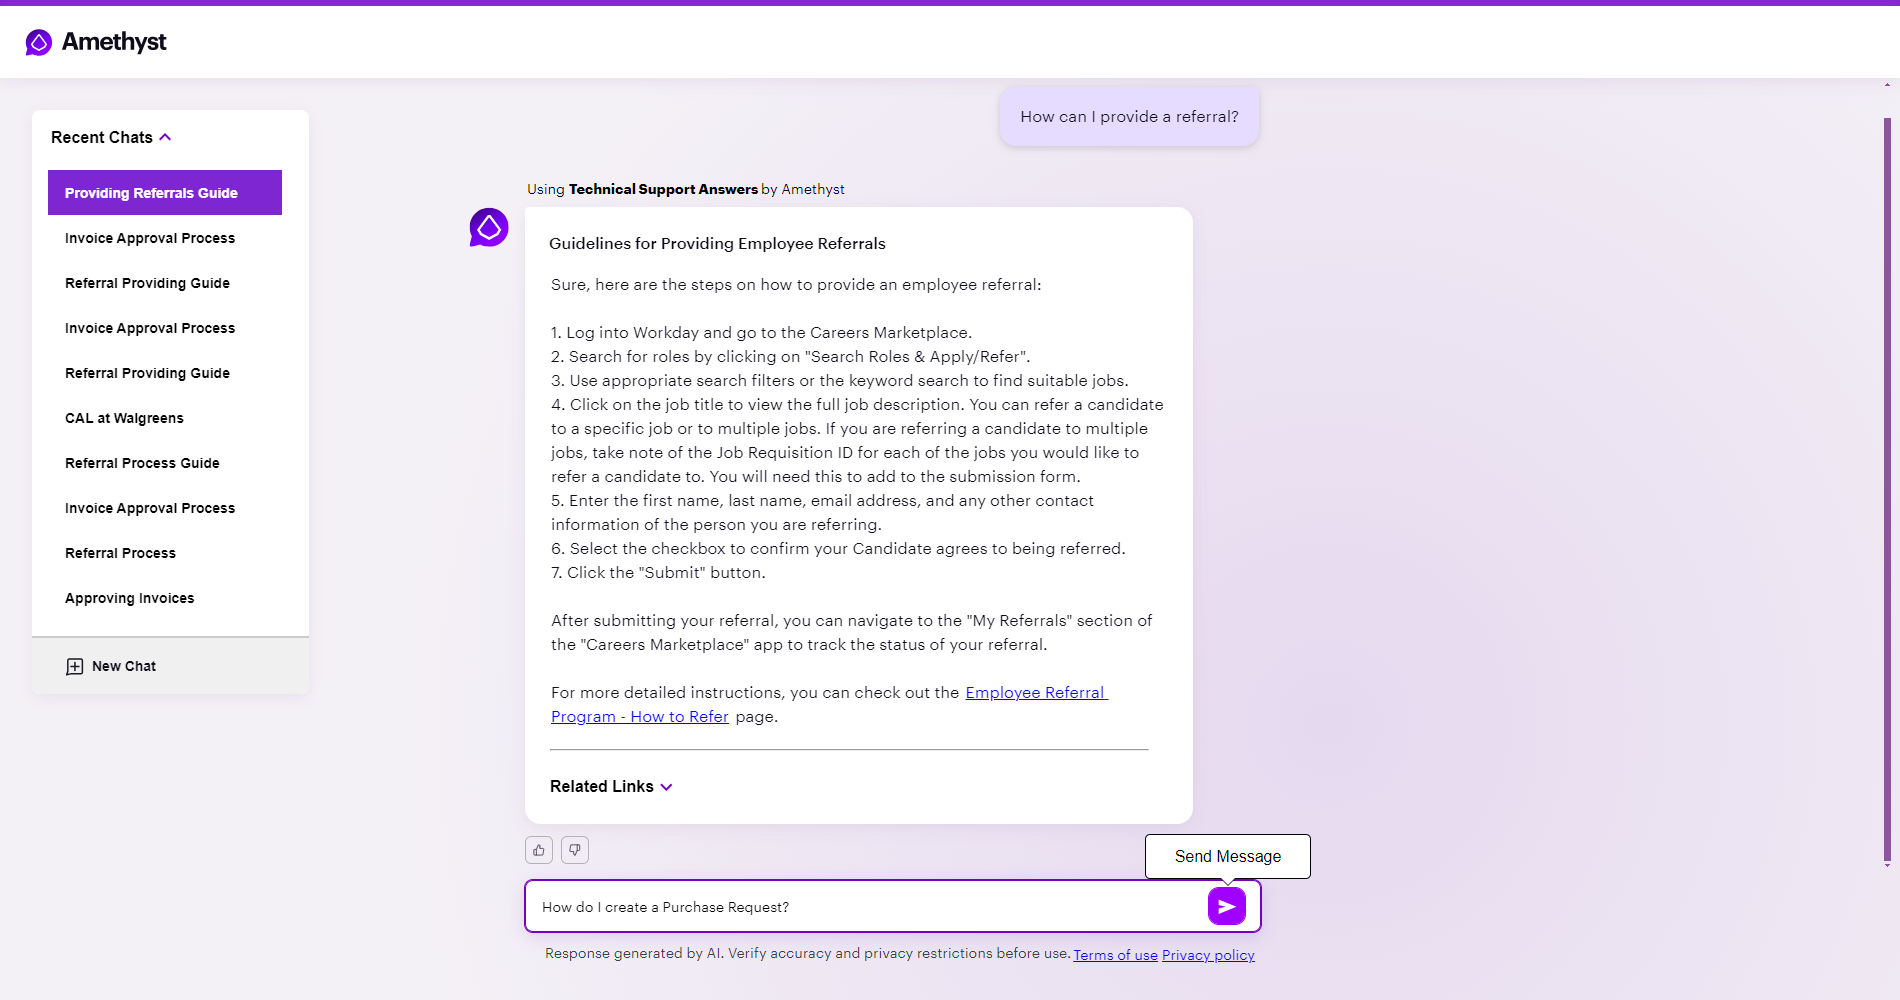 Amethyst
Recent Chats
Providing Referrals Guide
Invoice Approval Process
Referral Providing Guide
Invoice Approval Process
Referral Providing Guide
CAL at Walgreens
Referral Process Guide
Invoice Approval Process
Referral Process
Approving Invoices
New Chat
How can I provide a referral?
Using Technical Support Answers by Amethyst
Guidelines for Providing Employee Referrals
Sure, here are the steps on how to provide an employee referral:
1. Log into Workday and go to the Careers Marketplace.
2. Search for roles by clicking on "Search Roles & Apply/Refer".
3. Use appropriate search filters or the keyword search to find suitable jobs.
4. Click on the job title to view the full job description. You can refer a candidate
to a specific job or to multiple jobs. If you are referring a candidate to multiple
jobs, take note of the Job Requisition ID for each of the jobs you would like to
refer a candidate to. You will need this to add to the submission form.
5. Enter the first name, last name, email address, and any other contact
information of the person you are referring.
6. Select the checkbox to confirm your Candidate agrees to being referred.
7. Click the "Submit" button.
After submitting your referral, you can navigate to the "My Referrals" section of
the "Careers Marketplace" app to track the status of your referral.
For more detailed instructions, you can check out the Employee Referral
Program - How to Refer page.
Related Links
Send Message
How do I create a Purchase Request?
Response generated by AI. Verify accuracy and privacy restrictions before use. Terms of use Privacy policy